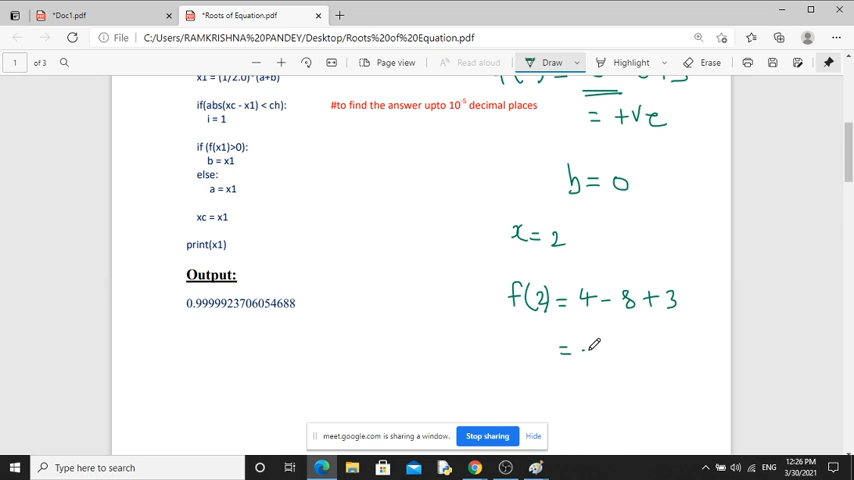 *Doc1.pdf
*Roots of Equation.pdf
File
C:/Users/RAMKRISHNA%20PANDEY/Desktop/Roots%20of%20Equation.pdf
1 of 3
Page view
Read aloud
Draw
Highlight
Erase
x1 = (1/2.0)*(a+b)
if(abs(xc - x1) < ch): #to find the answer upto 10-5 decimal places
i = 1
if (f(x1)>0):
b = x1
else:
a = x1
xc = x1
print(x1)
Output:
0.9999923706054688
= +ve
b = 0
x = 2
f(2) = 4 - 8 + 3
=
meet.google.com is sharing a window.
Stop sharing
Hide
Type here to search
ENG
12:26 PM
3/30/2021